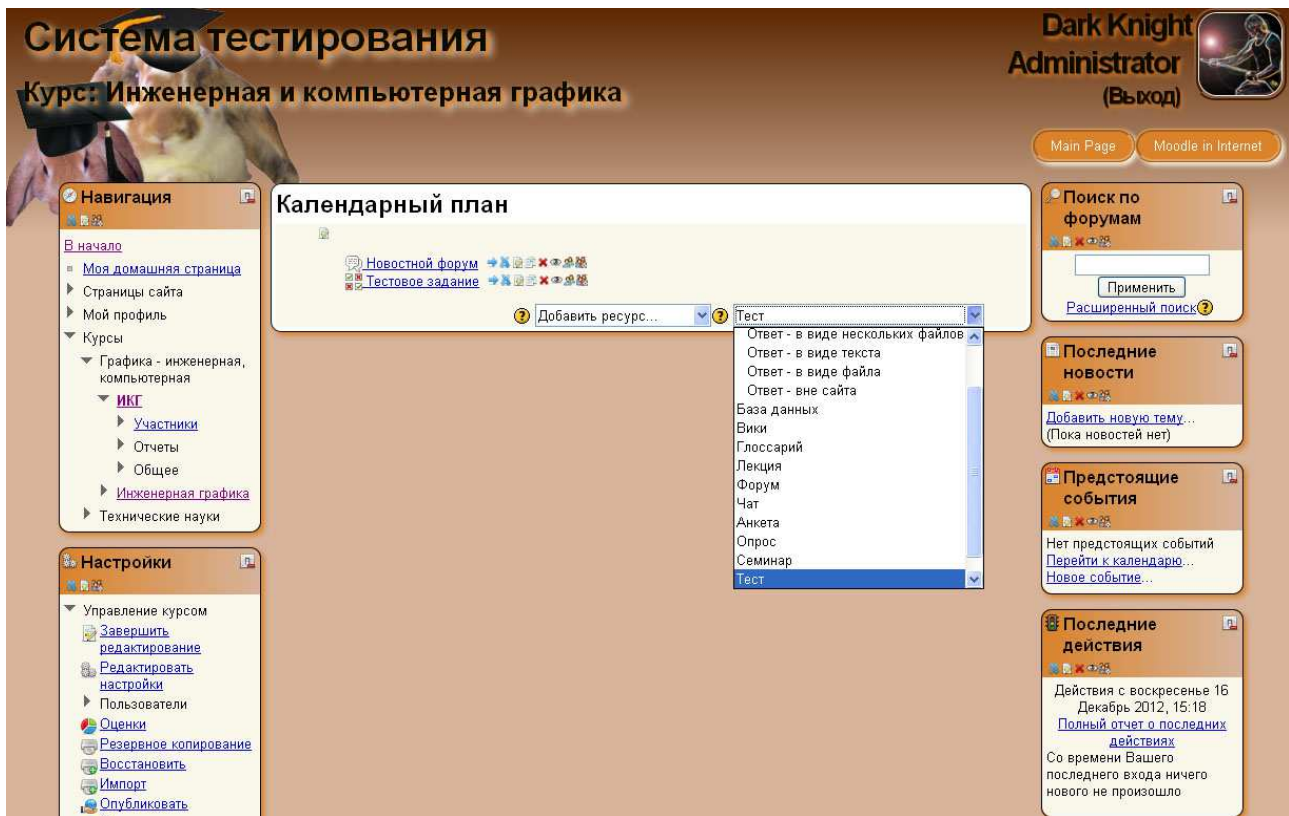 Система тестирования
Курс: Инженерная и компьютерная графика
Dark Knight
Administrator
(Выход)
Main Page
Moodle in Internet
Навигация
В начало
Моя домашняя страница
Страницы сайта
Мой профиль
Курсы
Графика - инженерная,
компьютерная
ИКГ
Участники
Отчеты
Общее
Инженерная графика
Технические науки
Настройки
Управление курсом
Завершить
редактирование
Редактировать
настройки
Пользователи
Оценки
Резервное копирование
Восстановить
Импорт
Опубликовать
Календарный план
Новостной форум
Тестовое задание
Добавить ресурс...
Тест
Ответ - в виде нескольких файлов
Ответ - в виде текста
Ответ - в виде файла
Ответ - вне сайта
База данных
Вики
Глоссарий
Лекция
Форум
Чат
Анкета
Опрос
Семинар
Тест
Поиск по
форумам
Применить
Расширенный поиск
Последние
новости
Добавить новую тему...
(Пока новостей нет)
Предстоящие
события
Нет предстоящих событий
Перейти к календарю...
Новое событие...
Последние
действия
Действия с воскресенье 16
Декабрь 2012, 15:18
Полный отчет о последних
действиях
Со времени Вашего
последнего входа ничего
нового не произошло